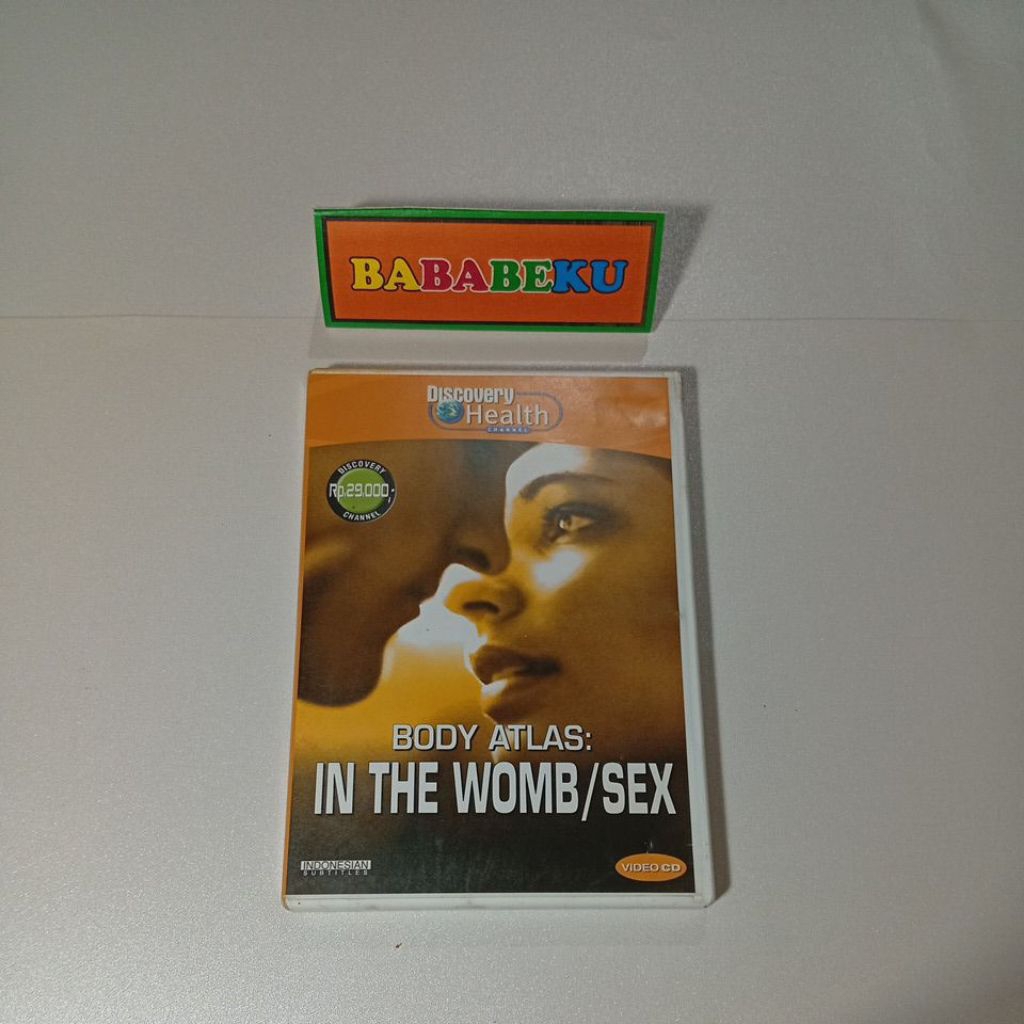 BABABEKU
Discovery
Health
CHANNEL
DISCOVERY
Rp.29.000,-
CHANNEL
BODY ATLAS:
IN THE WOMB/SEX
INDONESIAN
SUBTITLES
VIDEO CD